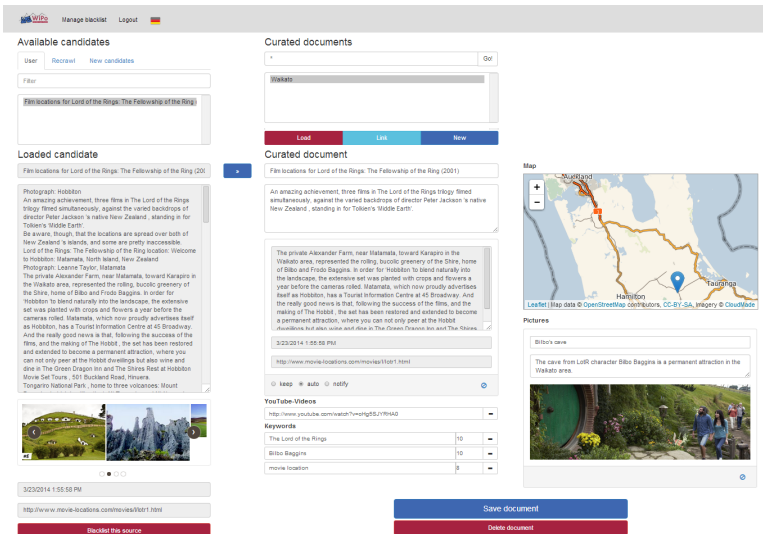 WiPo
Manage blacklist
Logout
Available candidates
User
Recrawl
New candidates
Filter
Film locations for Lord of the Rings: The Fellowship of the Ring
Loaded candidate
Film locations for Lord of the Rings: The Fellowship of the Ring (200
Photograph: Hobbiton
An amazing achievement, three films in The Lord of the Rings
trilogy filmed simultaneously, against the varied backdrops of
director Peter Jackson 's native New Zealand , standing in for
Tolkien's 'Middle Earth'.
Be aware, though, that the locations are spread over both of
New Zealand 's islands, and some are pretty inaccessible.
Lord of the Rings: The Fellowship of the Ring location: Welcome
to Hobbiton: Matamata, North Island, New Zealand
Photograph: Leanne Taylor, Matamata
The private Alexander Farm, near Matamata, toward Karapiro in
the Waikato area, represented the rolling, bucolic greenery of
the Shire, home of Bilbo and Frodo Baggins. In order for
'Hobbiton 'to blend naturally into the landscape, the extensive
set was planted with crops and flowers a year before the
cameras rolled. Matamata, which now proudly advertises itself
as Hobbiton, has a Tourist Information Centre at 45 Broadway.
And the really good news is that, following the success of the
films, and the making of The Hobbit , the set has been restored
and extended to become a permanent attraction, where you
can not only peer at the Hobbit dwellings but also wine and
dine in The Green Dragon Inn and The Shires Rest at Hobbiton
Movie Set Tours , 501 Buckland Road, Hinuera.
Tongariro National Park , home to three volcanoes: Mount
3/23/2014 1:55:58 PM
http://www.movie-locations.com/movies/l/lotr1.html
Blacklist this source
»
Curated documents
*
Go!
Waikato
Load
Link
New
Curated document
Film locations for Lord of the Rings: The Fellowship of the Ring (2001)
An amazing achievement, three films in The Lord of the Rings trilogy filmed
simultaneously, against the varied backdrops of director Peter Jackson 's native
New Zealand , standing in for Tolkien's 'Middle Earth'.
The private Alexander Farm, near Matamata, toward Karapiro in the
Waikato area, represented the rolling, bucolic greenery of the Shire, home
of Bilbo and Frodo Baggins. In order for 'Hobbiton 'to blend naturally into
the landscape, the extensive set was planted with crops and flowers a
year before the cameras rolled. Matamata, which now proudly advertises
itself as Hobbiton, has a Tourist Information Centre at 45 Broadway. And
the really good news is that, following the success of the films, and the
making of The Hobbit , the set has been restored and extended to become
a permanent attraction, where you can not only peer at the Hobbit
dwellings but also wine and dine in The Green Dragon Inn and The Shires
3/23/2014 1:55:58 PM
http://www.movie-locations.com/movies/l/lotr1.html
keep
auto
notify
YouTube-Videos
http://www.youtube.com/watch?v=oHg5SJYRHA0
Keywords
The Lord of the Rings
10
Bilbo Baggins
10
movie location
8
Map
+
−
Auckland
Hamilton
Tauranga
Leaflet | Map data © OpenStreetMap contributors, CC-BY-SA, Imagery © CloudMade
Pictures
Bilbo's cave
The cave from LotR character Bilbo Baggins is a permanent attraction in the
Waikato area.
Save document
Delete document